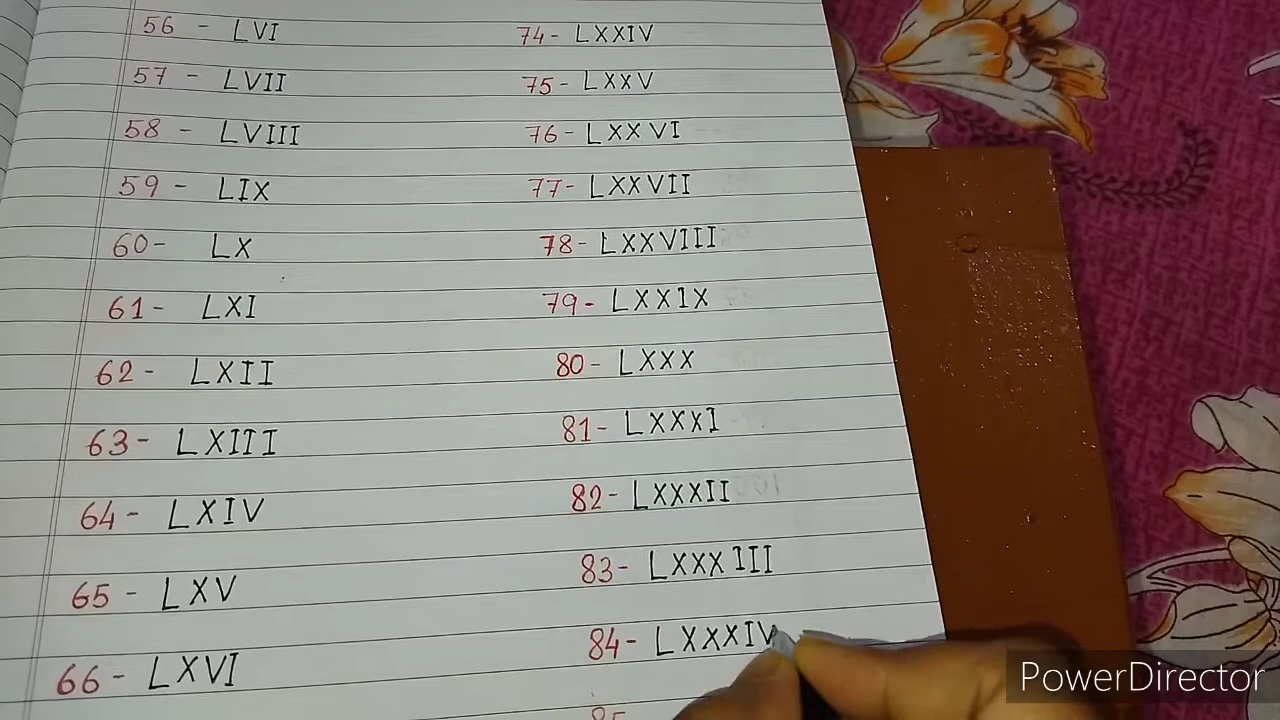 56 - LVI
57 - LVII
58 - LVIII
59 - LIX
60- LX
61- LXI
62- LXII
63- LXIII
64- LXIV
65 - LXV
66- LXVI
74- LXXIV
75- LXXV
76- LXXVI
77- LXXVII
78- LXXVIII
79- LXXIX
80- LXXX
81- LXXXI
82- LXXXII
83- LXXXIII
84- LXXXIV
85
PowerDirector